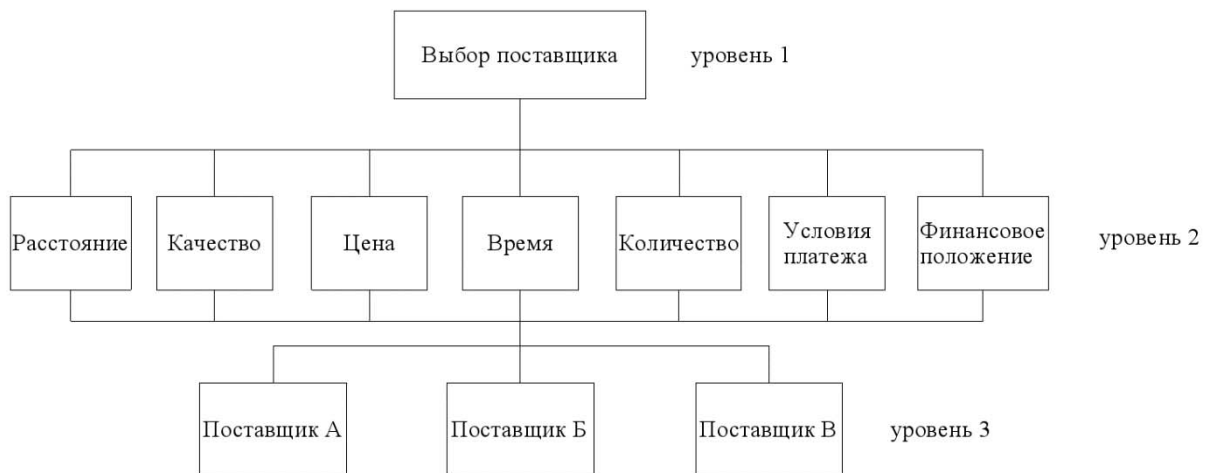 Выбор поставщика
уровень 1
Расстояние
Качество
Цена
Время
Количество
Условия
платежа
Финансовое
положение
уровень 2
Поставщик А
Поставщик Б
Поставщик В
уровень 3